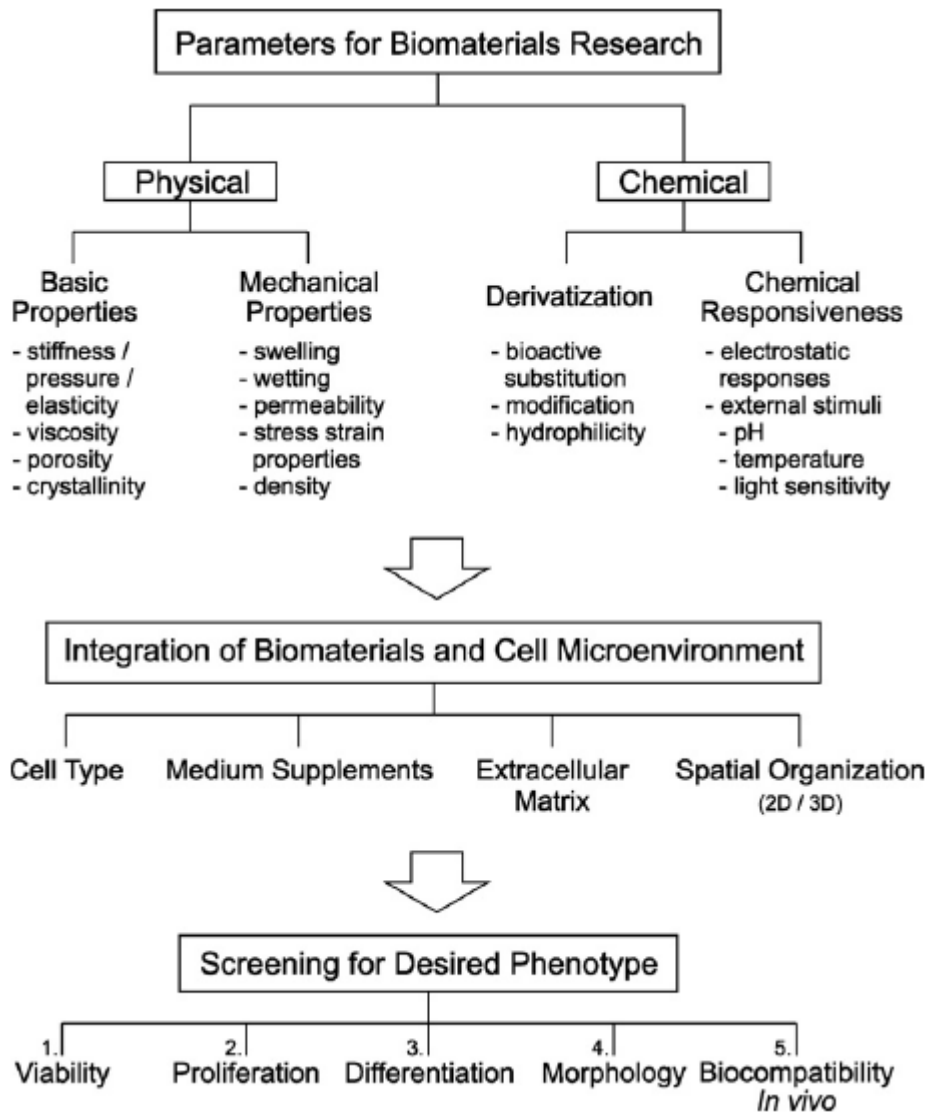 Parameters for Biomaterials Research
Physical
Chemical
Basic
Properties
- stiffness /
pressure /
elasticity
- viscosity
- porosity
- crystallinity
Mechanical
Properties
- swelling
- wetting
- permeability
- stress strain
properties
- density
Derivatization
- bioactive
substitution
- modification
- hydrophilicity
Chemical
Responsiveness
- electrostatic
responses
- external stimuli
- pH
- temperature
- light sensitivity
Integration of Biomaterials and Cell Microenvironment
Cell Type
Medium Supplements
Extracellular
Matrix
Spatial Organization
(2D / 3D)
Screening for Desired Phenotype
1.
Viability
2.
Proliferation
3.
Differentiation
4.
Morphology
5.
Biocompatibility
In vivo